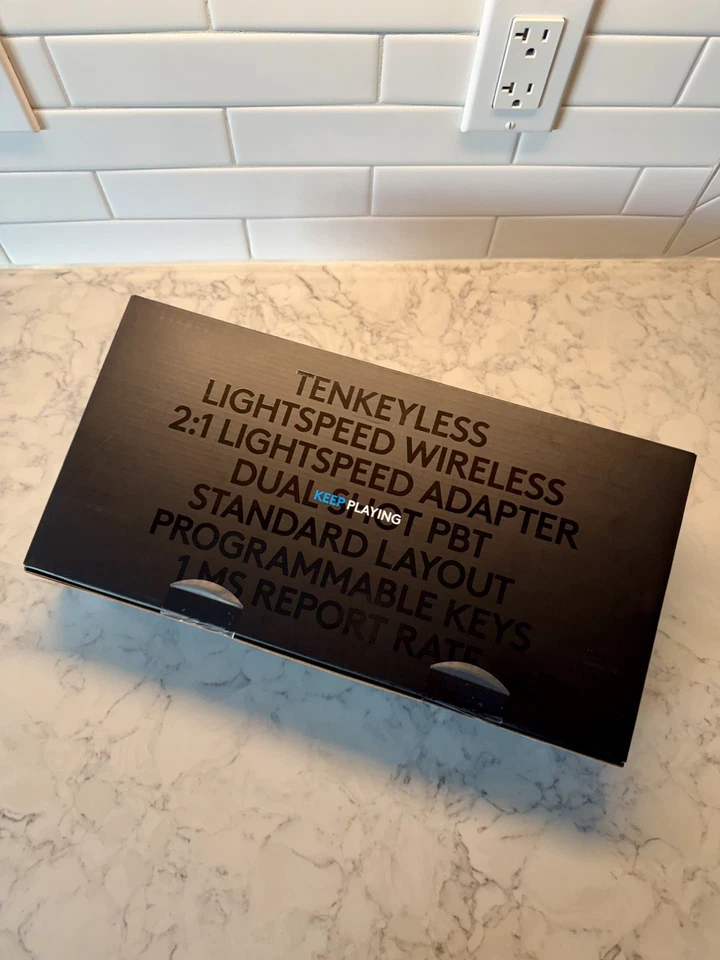 TENKEYLESS
LIGHTSPEED WIRELESS
2:1 LIGHTSPEED ADAPTER
DUAL SHOT PBT
KEEP PLAYING
STANDARD LAYOUT
PROGRAMMABLE KEYS
1 MS REPORT RATE